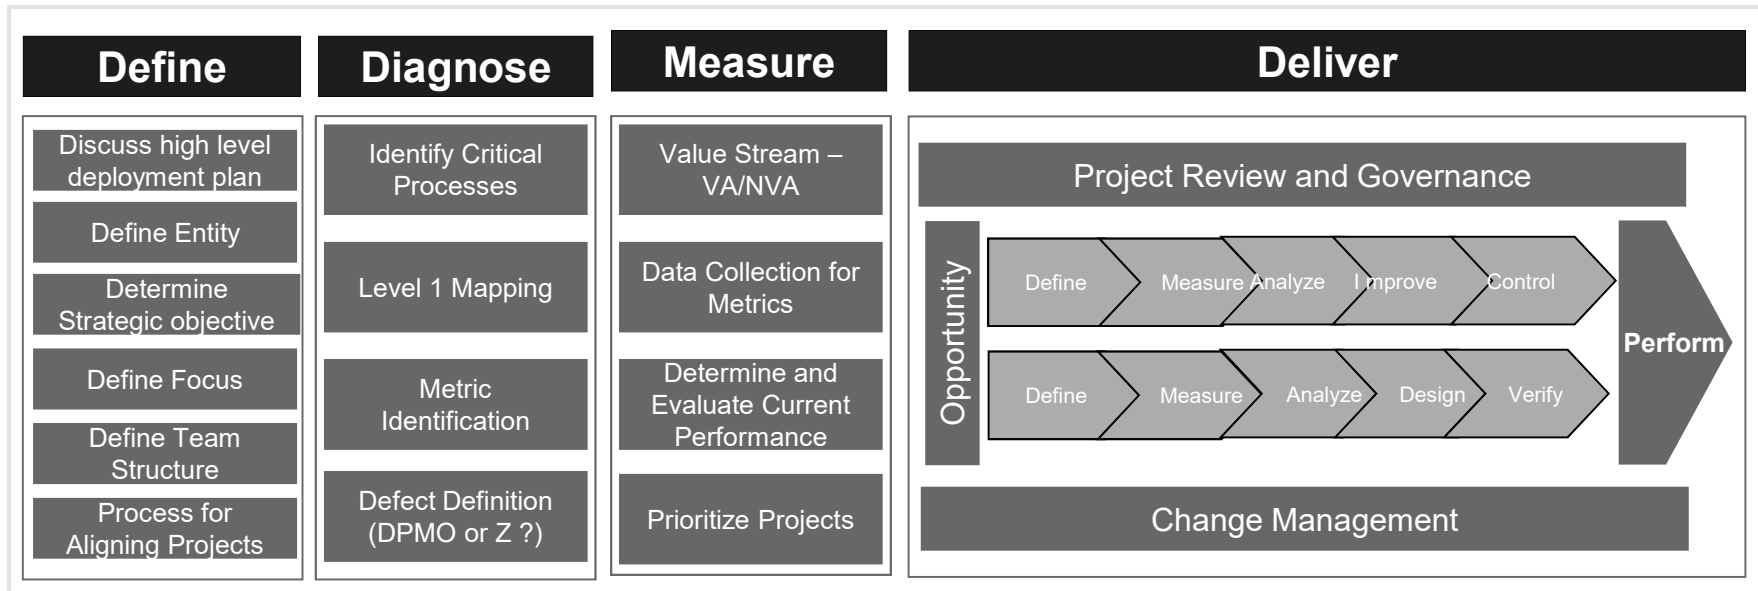 Define
Discuss high level
deployment plan
Define Entity
Determine
Strategic objective
Define Focus
Define Team
Structure
Process for
Aligning Projects
Diagnose
Identify Critical
Processes
Level 1 Mapping
Metric
Identification
Defect Definition
(DPMO or Z ?)
Measure
Value Stream –
VA/NVA
Data Collection for
Metrics
Determine and
Evaluate Current
Performance
Prioritize Projects
Deliver
Project Review and Governance
Opportunity
Define
Measure
Analyze
I mprove
Control
Define
Measure
Analyze
Design
Verify
Perform
Change Management